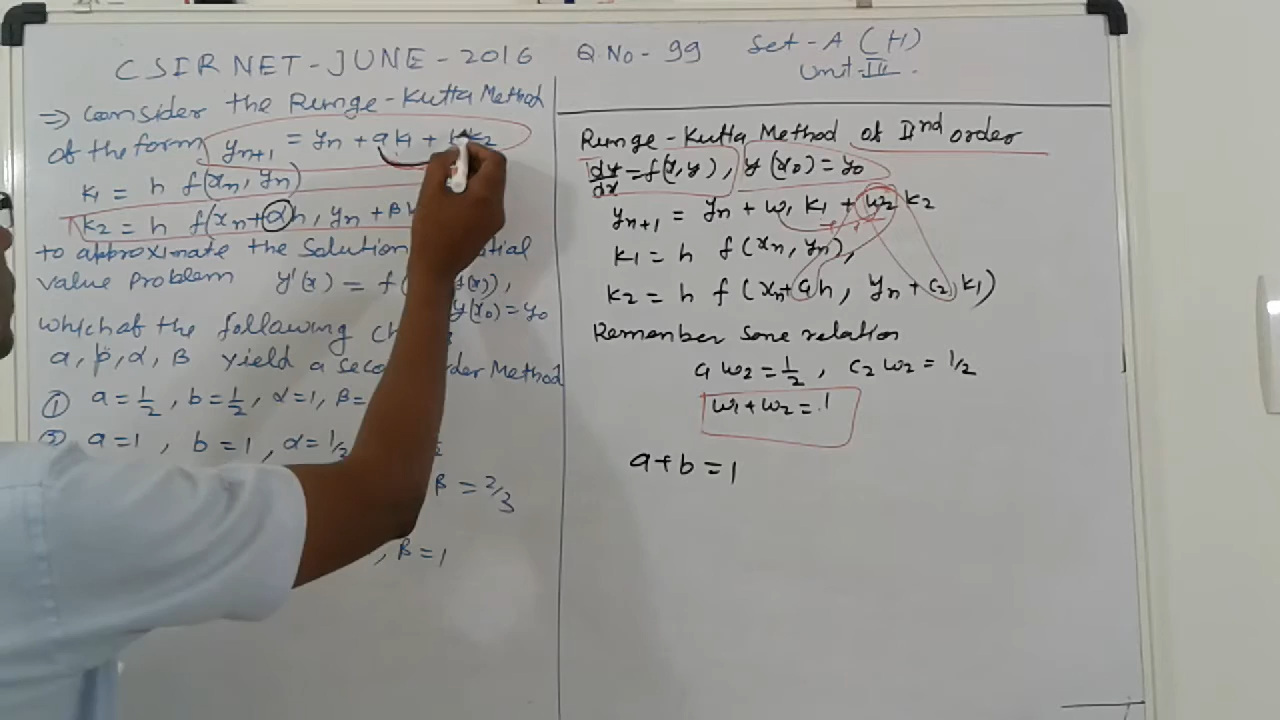 CSIR NET - JUNE - 2016
Q.No - 99
Set - A (H)
Unit - III .
⇒ Consider the Runge - Kutta Method
of the form yn+1 = yn + ak1 + k2
k1 = h f(xn, yn)
k2 = h f(xn + αh, yn + β
to approximate the Solution
value Problem y'(x) = f( f(x)),
y(x0) = y0
which of the following
a, b, α, β yield a second order Method
① a = 1/2 , b = 1/2 , α = 1 , β =
② a = 1 , b = 1 , α = 1/2
β = 2/3
, β = 1
Runge - Kutta Method of IInd order
dy/dx = f(x, y) , y(x0) = y0
yn+1 = yn + w1 k1 + w2 k2
k1 = h f(xn, yn),
k2 = h f(xn + c1 h , yn + c2 k1)
Remember some relation
c1 w2 = 1/2 , c2 w2 = 1/2
w1 + w2 = 1
a + b = 1